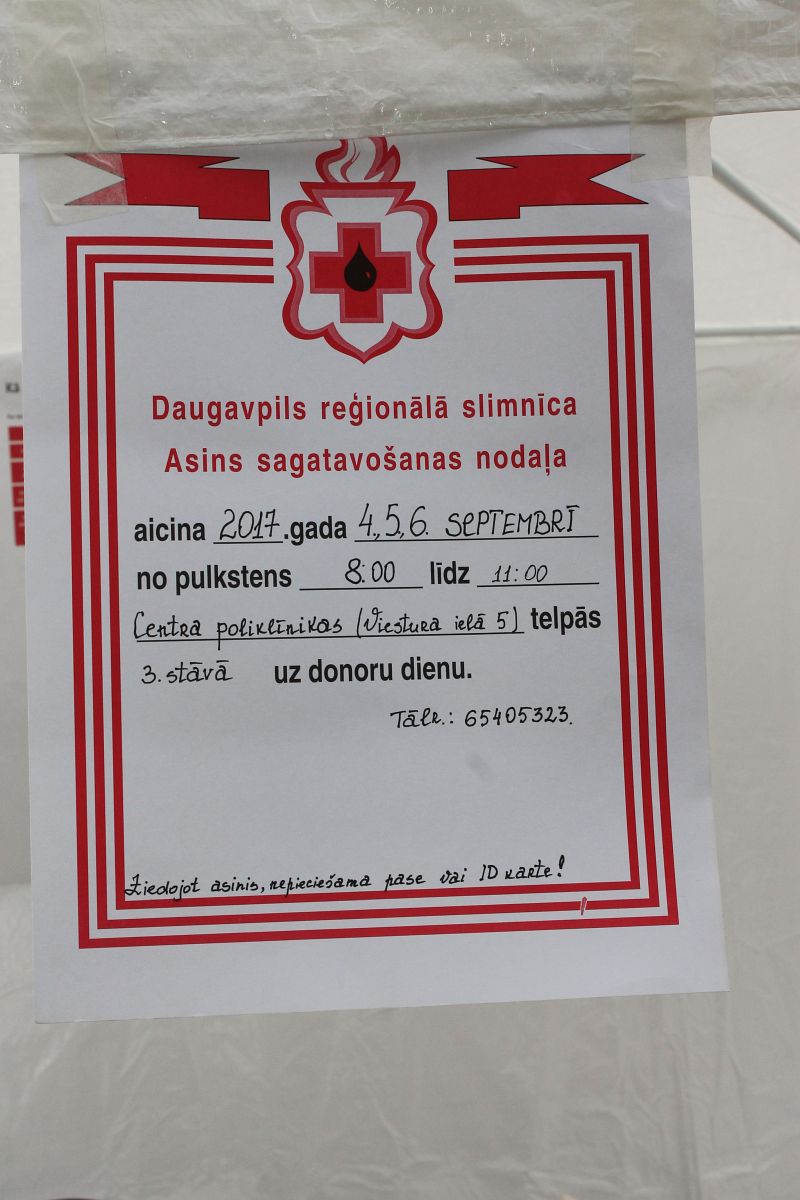 Daugavpils reģionālā slimnīca
Asins sagatavošanas nodaļa
aicina 2017.gada 4.,5.,6. SEPTEMBRĪ
no pulkstens 8:00 līdz 11:00
Centra poliklīnikas (Viestura ielā 5) telpās
3. stāvā uz donoru dienu.
Tālr.: 65405323.
Ziedojot asinis, nepieciešama pase vai ID karte!